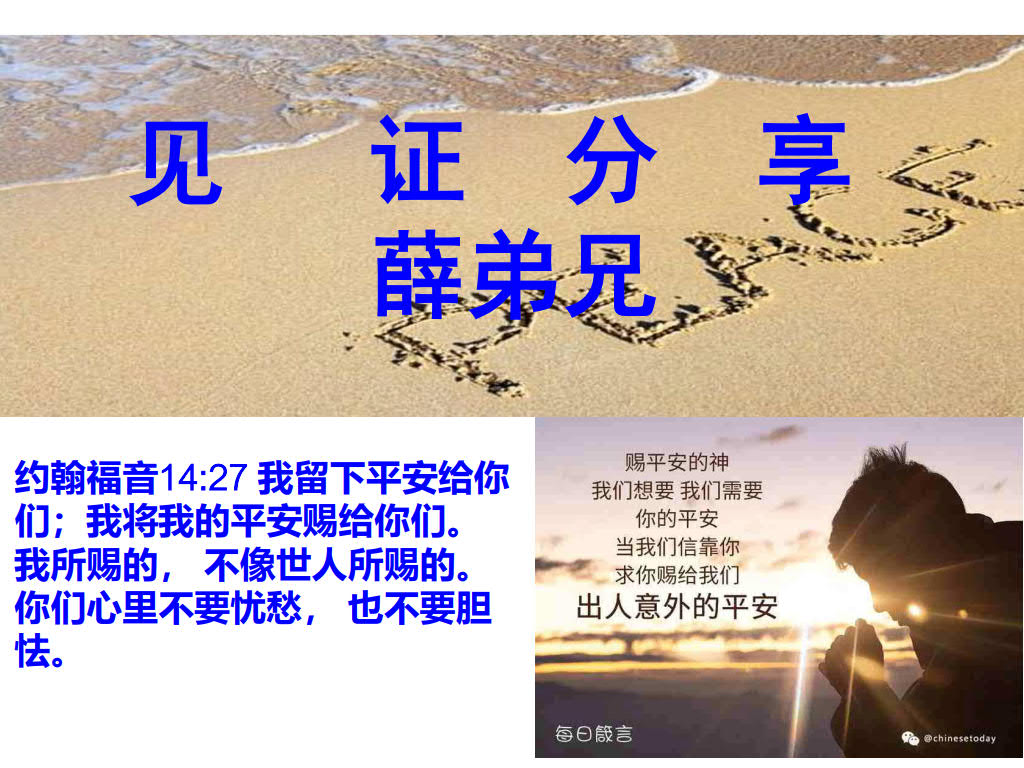 见 证 分 享
薛弟兄
PEACE
约翰福音14:27 我留下平安给你
们；我将我的平安赐给你们。
我所赐的， 不像世人所赐的。
你们心里不要忧愁， 也不要胆
怯。
赐平安的神
我们想要 我们需要
你的平安
当我们信靠你
求你赐给我们
出人意外的平安
每日箴言
@chinesetoday